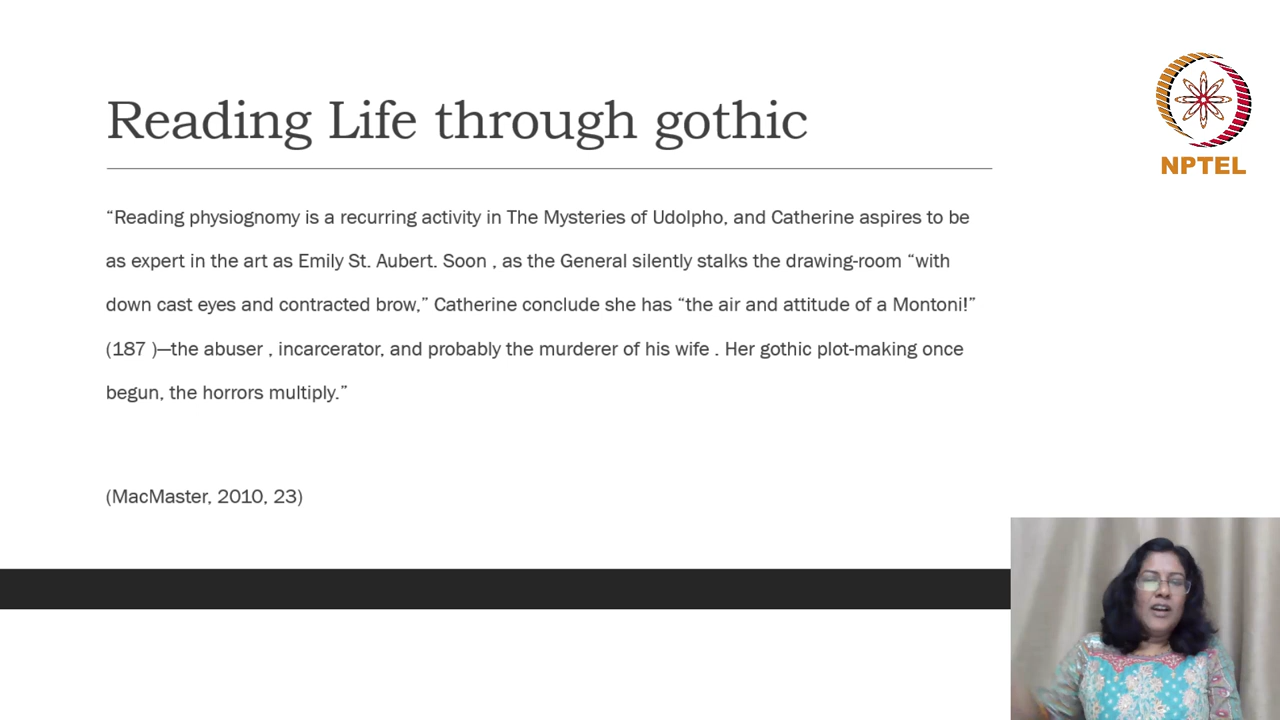 Reading Life through gothic
NPTEL
“Reading physiognomy is a recurring activity in The Mysteries of Udolpho, and Catherine aspires to be
as expert in the art as Emily St. Aubert. Soon , as the General silently stalks the drawing-room “with
down cast eyes and contracted brow,” Catherine conclude she has “the air and attitude of a Montoni!”
(187 )—the abuser , incarcerator, and probably the murderer of his wife . Her gothic plot-making once
begun, the horrors multiply.”
(MacMaster, 2010, 23)